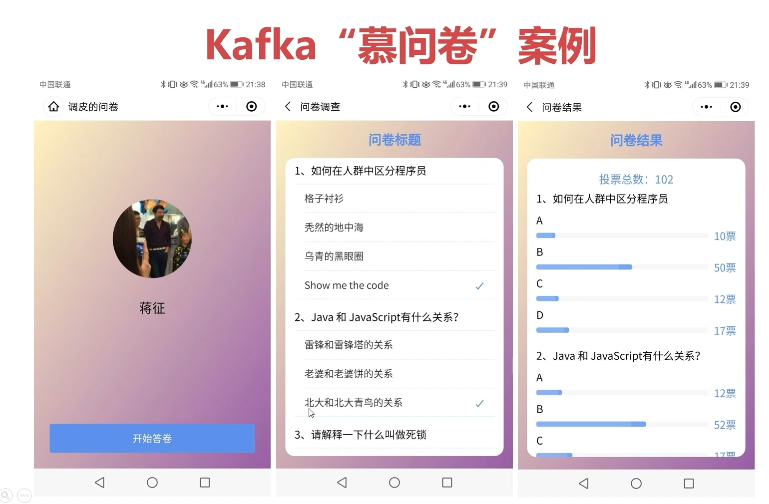 Kafka“慕问卷”案例
中国联通
63% 21:38
调皮的问卷
蒋征
开始答卷
中国联通
63% 21:39
问卷调查
问卷标题
1、如何在人群中区分程序员
格子衬衫
秃然的地中海
乌青的黑眼圈
Show me the code
2、Java 和 JavaScript有什么关系?
雷锋和雷锋塔的关系
老婆和老婆饼的关系
北大和北大青鸟的关系
3、请解释一下什么叫做死锁
中国联通
63% 21:39
问卷结果
问卷结果
投票总数：102
1、如何在人群中区分程序员
A
10票
B
50票
C
12票
D
17票
2、Java 和 JavaScript有什么关系?
A
12票
B
52票
C
17票